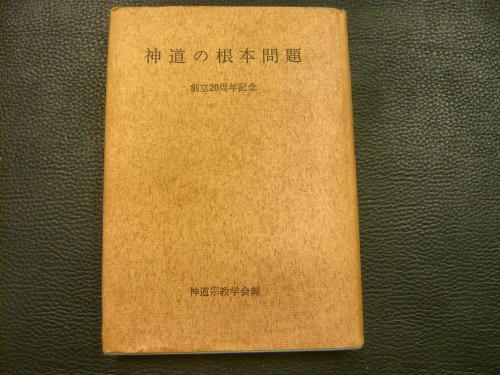 神道の根本問題
創立20周年記念
神道宗教学会編